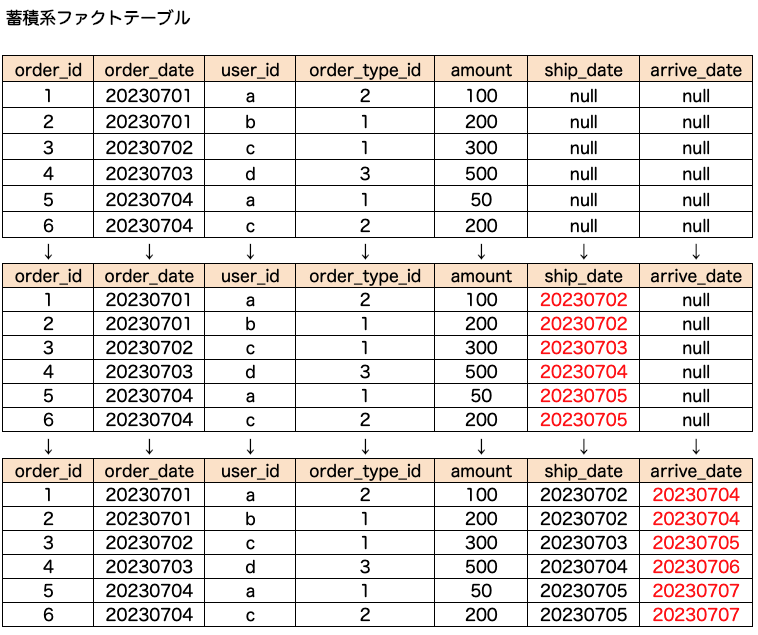 蓄積系ファクトテーブル
order_id order_date user_id order_type_id amount ship_date arrive_date
1 20230701 a 2 100 null null
2 20230701 b 1 200 null null
3 20230702 c 1 300 null null
4 20230703 d 3 500 null null
5 20230704 a 1 50 null null
6 20230704 c 2 200 null null
↓ ↓ ↓ ↓ ↓ ↓ ↓
order_id order_date user_id order_type_id amount ship_date arrive_date
1 20230701 a 2 100 20230702 null
2 20230701 b 1 200 20230702 null
3 20230702 c 1 300 20230703 null
4 20230703 d 3 500 20230704 null
5 20230704 a 1 50 20230705 null
6 20230704 c 2 200 20230705 null
↓ ↓ ↓ ↓ ↓ ↓ ↓
order_id order_date user_id order_type_id amount ship_date arrive_date
1 20230701 a 2 100 20230702 20230704
2 20230701 b 1 200 20230702 20230704
3 20230702 c 1 300 20230703 20230705
4 20230703 d 3 500 20230704 20230706
5 20230704 a 1 50 20230705 20230707
6 20230704 c 2 200 20230705 20230707